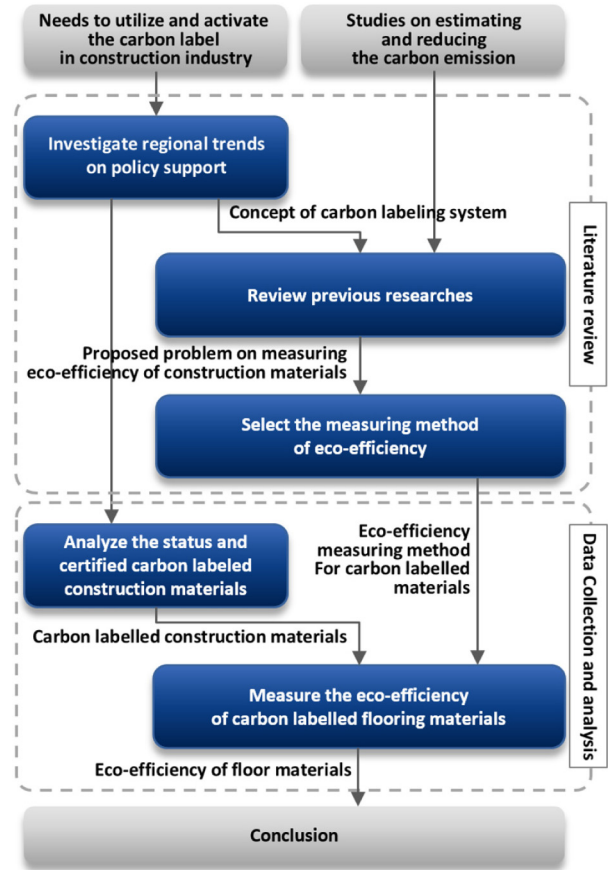 Needs to utilize and activate
the carbon label
in construction industry
Studies on estimating
and reducing
the carbon emission
Investigate regional trends
on policy support
Concept of carbon labeling system
Literature review
Review previous researches
Proposed problem on measuring
eco-efficiency of construction materials
Select the measuring method
of eco-efficiency
Analyze the status and
certified carbon labeled
construction materials
Eco-efficiency
measuring method
For carbon labelled
materials
Data Collection and analysis
Carbon labelled construction materials
Measure the eco-efficiency
of carbon labelled flooring materials
Eco-efficiency of floor materials
Conclusion